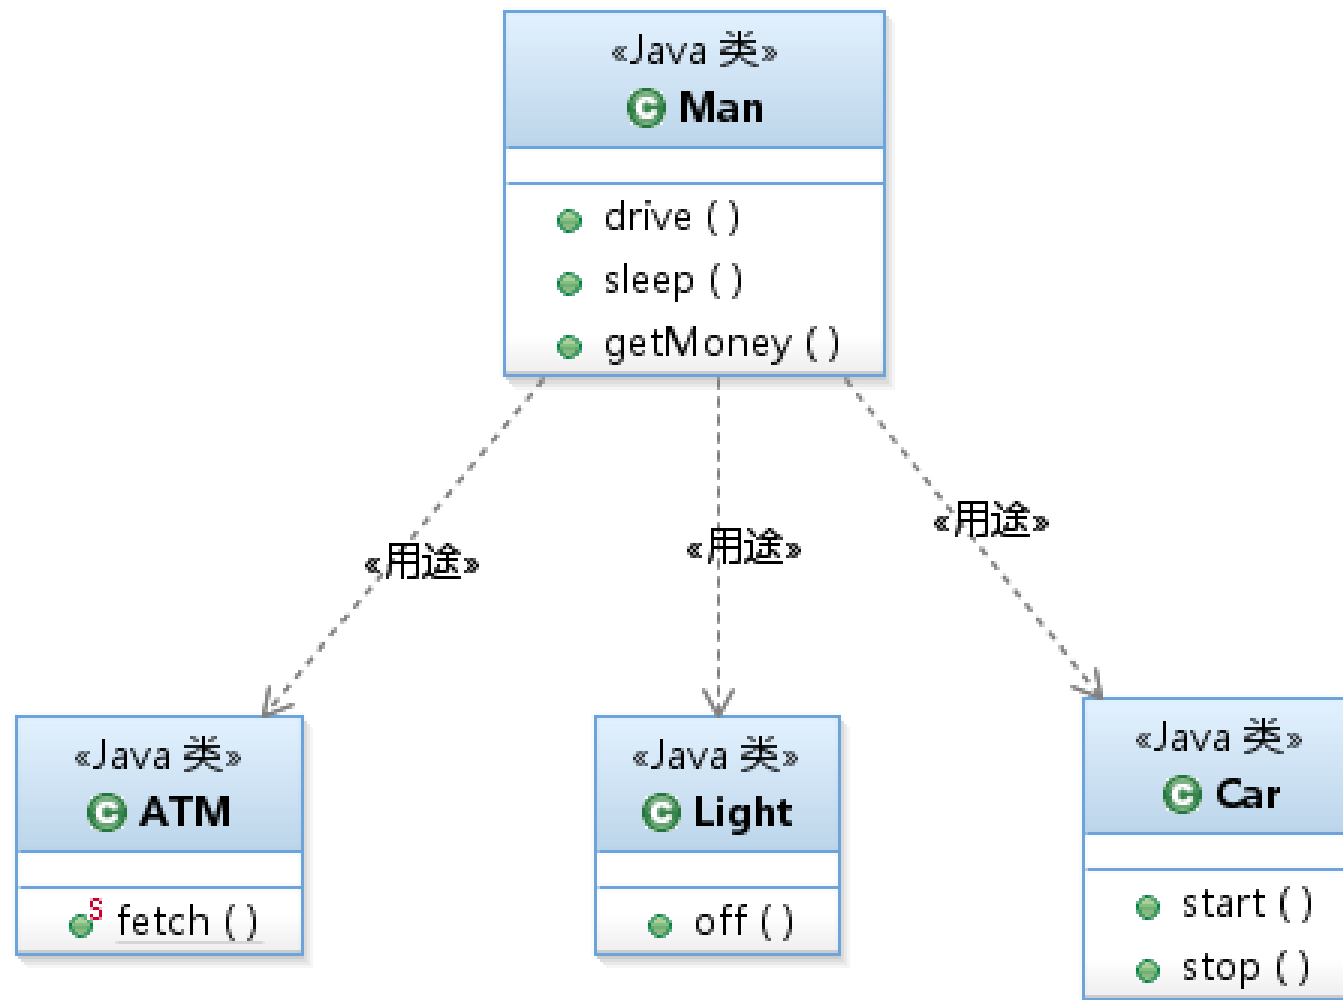 «Java 类»
Man
drive ( )
sleep ( )
getMoney ( )
«用途»
«用途»
«用途»
«Java 类»
ATM
S fetch ( )
«Java 类»
Light
off ( )
«Java 类»
Car
start ( )
stop ( )